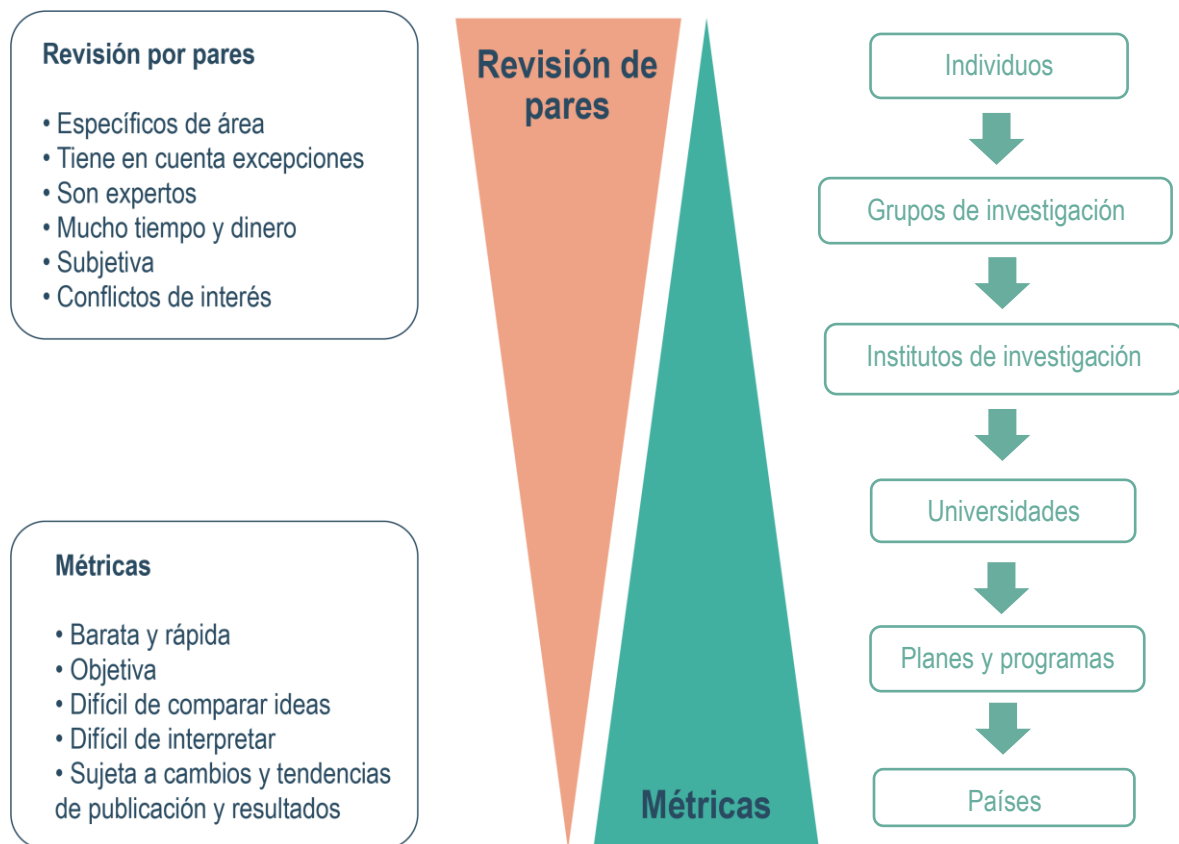 Revisión por pares
• Específicos de área
• Tiene en cuenta excepciones
• Son expertos
• Mucho tiempo y dinero
• Subjetiva
• Conflictos de interés
Métricas
• Barata y rápida
• Objetiva
• Difícil de comparar ideas
• Difícil de interpretar
• Sujeta a cambios y tendencias
de publicación y resultados
Revisión de
pares
Métricas
Individuos
Grupos de investigación
Institutos de investigación
Universidades
Planes y programas
Países